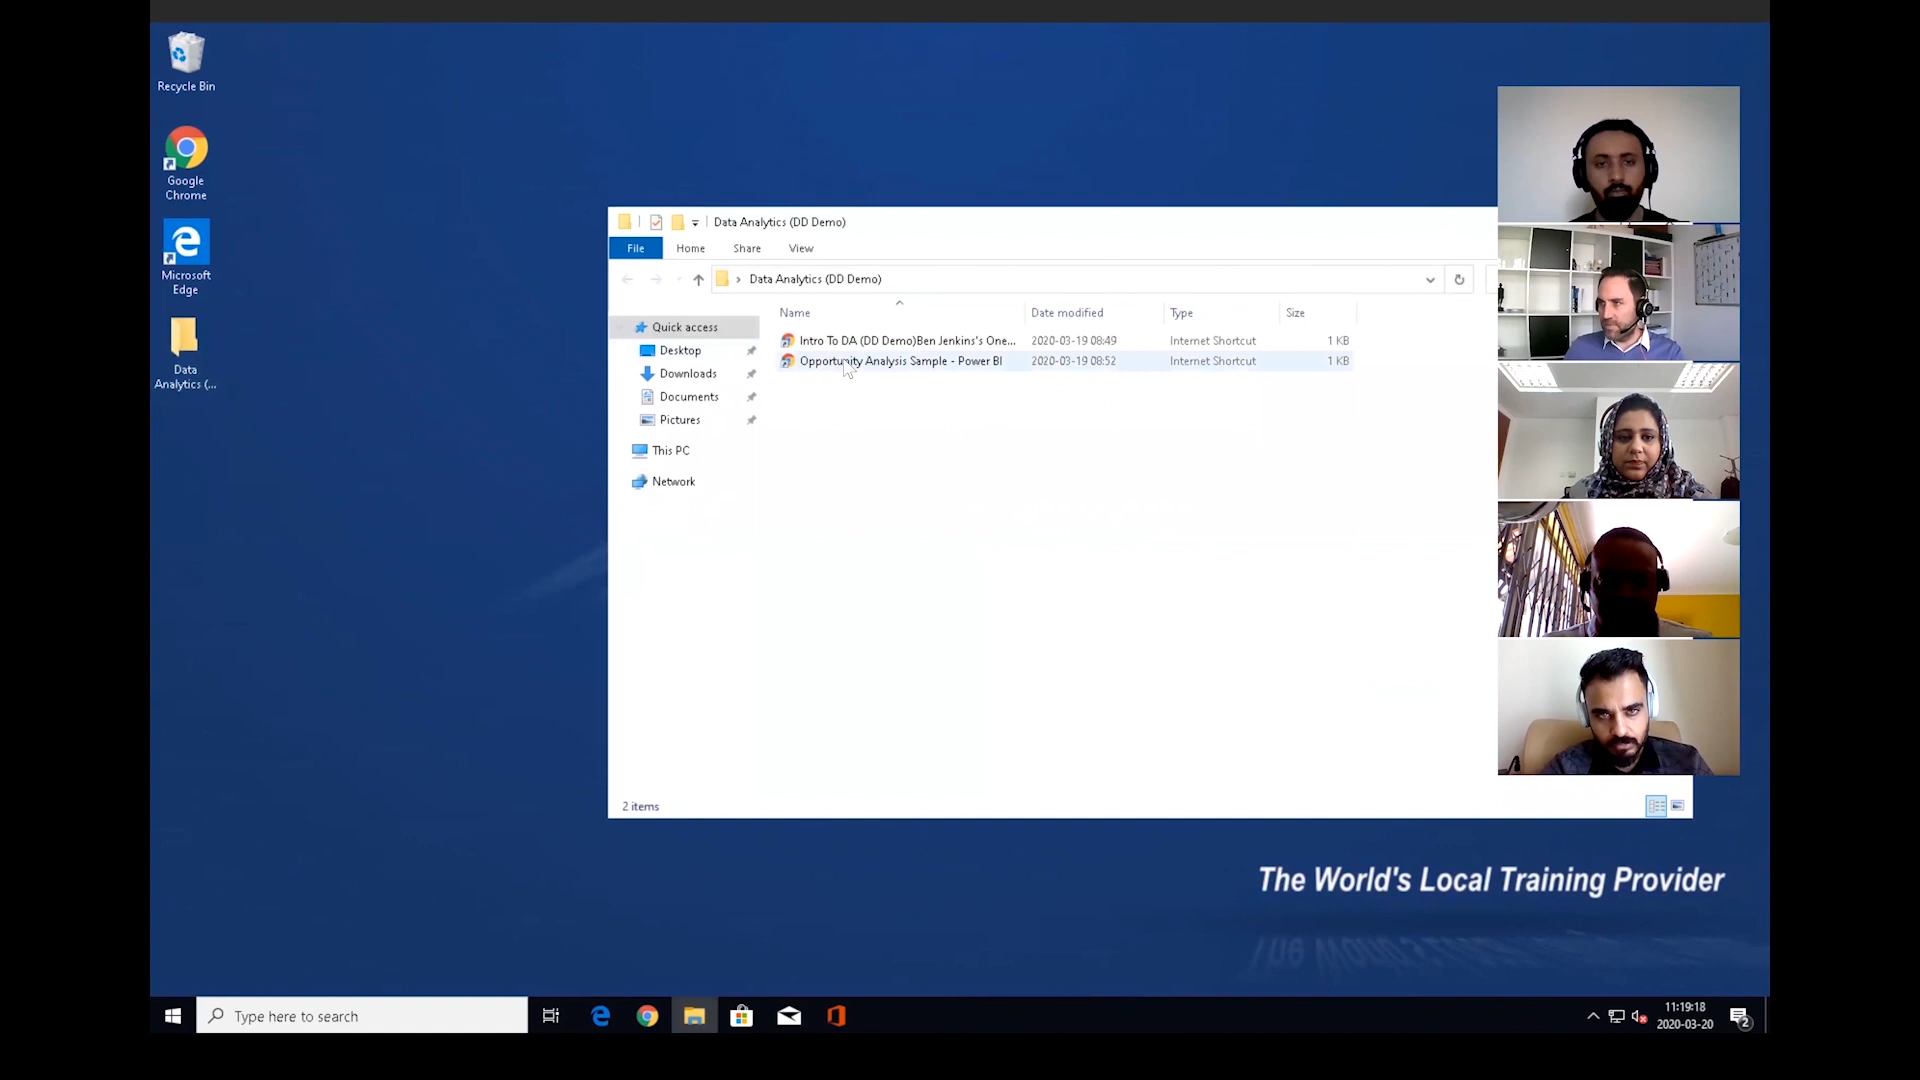 Recycle Bin
Google
Chrome
Microsoft
Edge
Data
Analytics (...
Data Analytics (DD Demo)
File Home Share View
Data Analytics (DD Demo)
Name Date modified Type Size
Quick access
Desktop
Downloads
Documents
Pictures
This PC
Network
Intro To DA (DD Demo)Ben Jenkins's One... 2020-03-19 08:49 Internet Shortcut 1 KB
Opportunity Analysis Sample - Power BI 2020-03-19 08:52 Internet Shortcut 1 KB
2 items
The World's Local Training Provider
Type here to search
11:19:18
2020-03-20
2